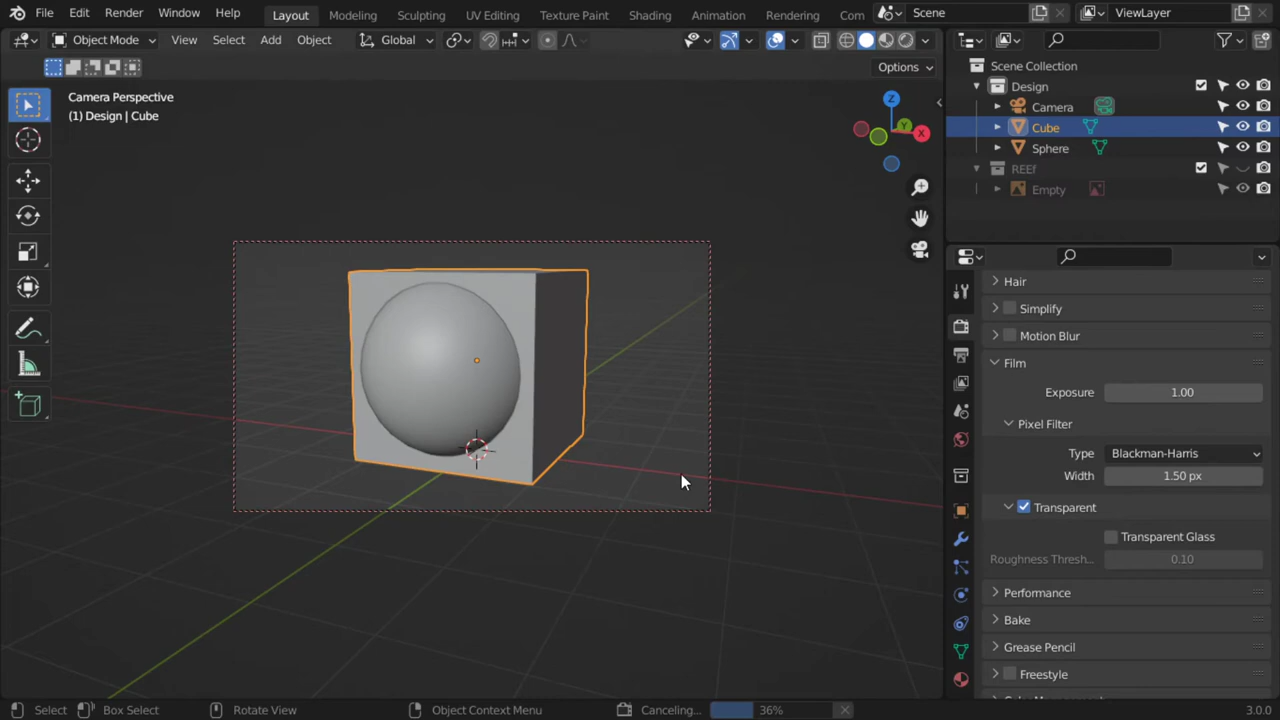 File Edit Render Window Help Layout Modeling Sculpting UV Editing Texture Paint Shading Animation Rendering Com Scene ViewLayer
Object Mode View Select Add Object Global
Options
Camera Perspective
(1) Design | Cube
Z
Y
X
Scene Collection
Design
Camera
Cube
Sphere
REEf
Empty
Hair
Simplify
Motion Blur
Film
Exposure 1.00
Pixel Filter
Type Blackman-Harris
Width 1.50 px
Transparent
Transparent Glass
Roughness Thresh... 0.10
Performance
Bake
Grease Pencil
Freestyle
Select Box Select Rotate View Object Context Menu Canceling... 36% 3.0.0